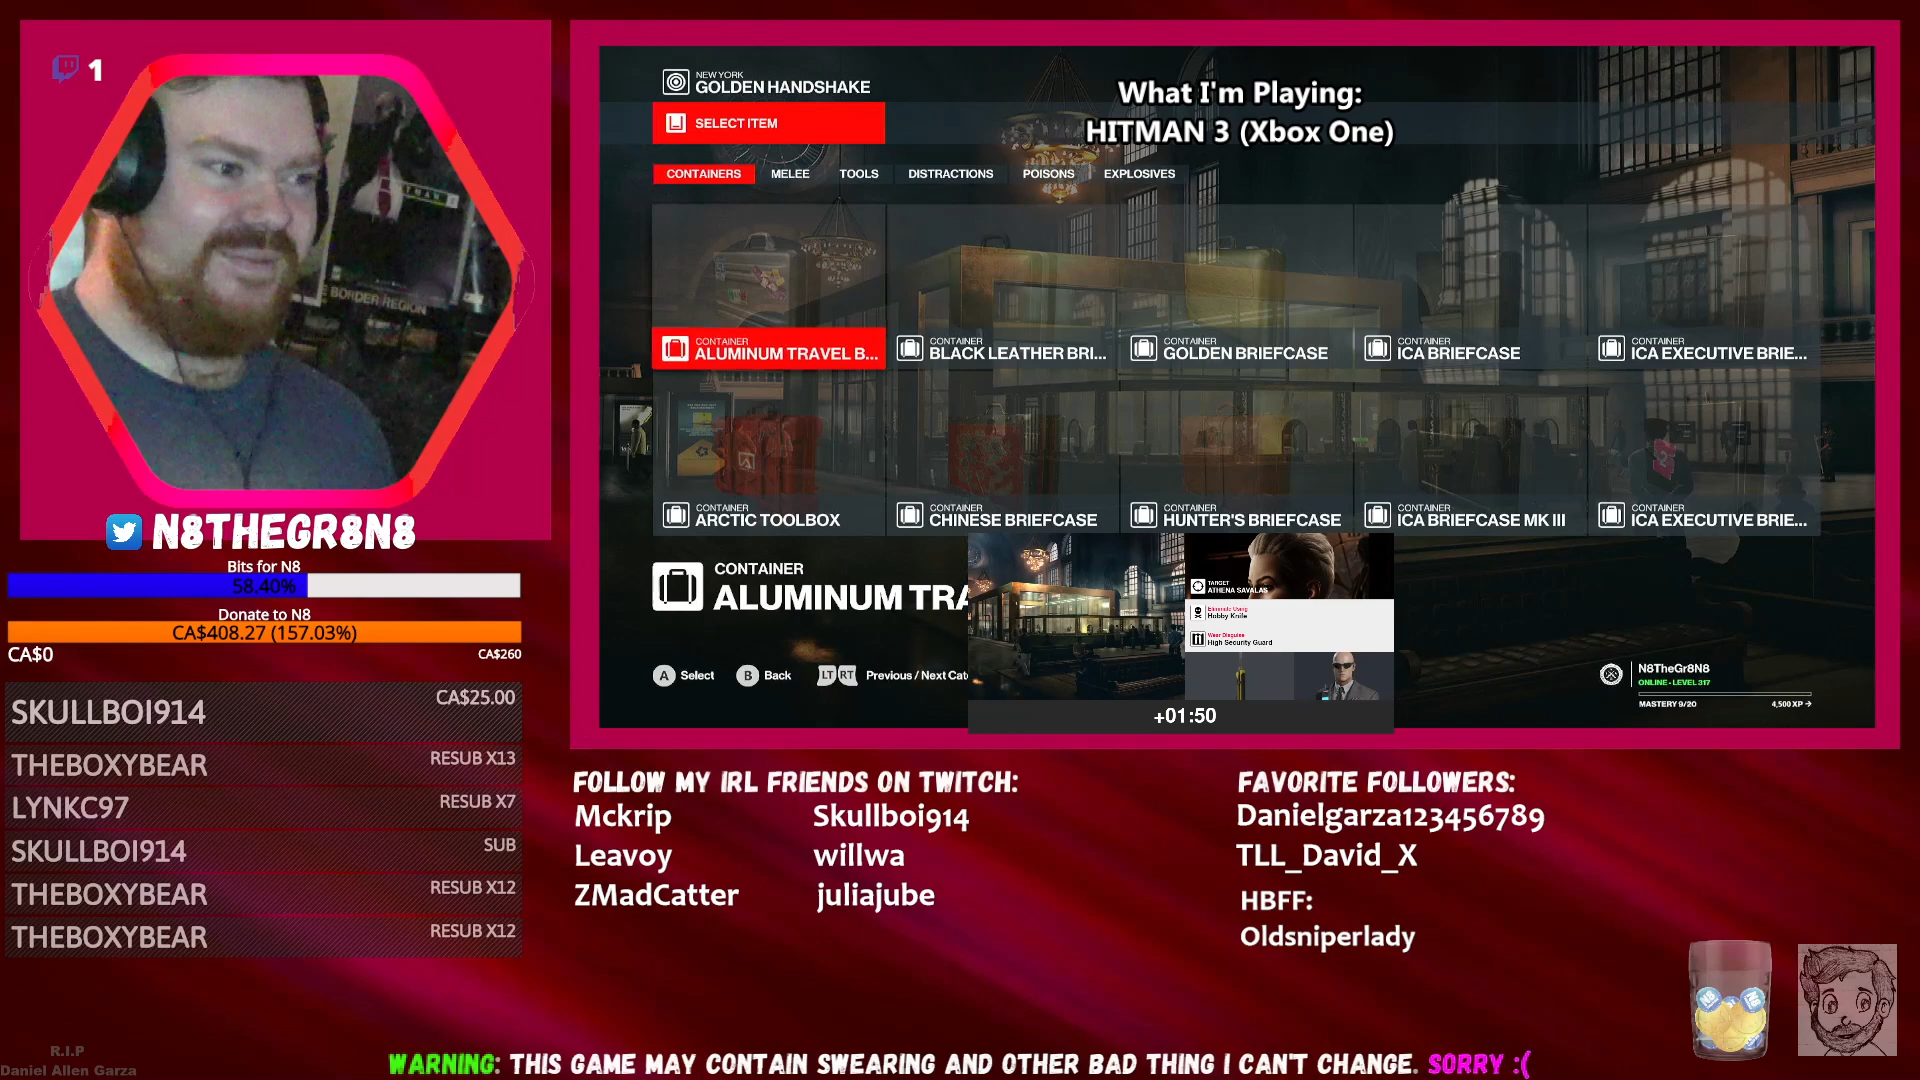 1
N8THEGR8N8
Bits for N8
58.40%
Donate to N8
CA$408.27 (157.03%)
CA$0
CA$260
SKULLBOI914
CA$25.00
THEBOXYBEAR
RESUB X13
LYNKC97
RESUB X7
SKULLBOI914
SUB
THEBOXYBEAR
RESUB X12
THEBOXYBEAR
RESUB X12
R.I.P
Daniel Allen Garza
BORDER REGION
NEW YORK
GOLDEN HANDSHAKE
SELECT ITEM
What I'm Playing:
HITMAN 3 (Xbox One)
CONTAINERS MELEE TOOLS DISTRACTIONS POISONS EXPLOSIVES
CONTAINER
ALUMINUM TRAVEL B...
CONTAINER
BLACK LEATHER BRI...
CONTAINER
GOLDEN BRIEFCASE
CONTAINER
ICA BRIEFCASE
CONTAINER
ICA EXECUTIVE BRIE...
CONTAINER
ARCTIC TOOLBOX
CONTAINER
CHINESE BRIEFCASE
CONTAINER
HUNTER'S BRIEFCASE
CONTAINER
ICA BRIEFCASE MK III
CONTAINER
ICA EXECUTIVE BRIE...
CONTAINER
ALUMINUM TRA
A Select B Back LT RT Previous / Next Cat
TARGET
ATHENA SAVALAS
Eliminate Using
Hobby Knife
Wear Disguise
High Security Guard
+01:50
N8TheGr8N8
ONLINE - LEVEL 317
MASTERY 9/20
4,500 XP →
FOLLOW MY IRL FRIENDS ON TWITCH:
Mckrip Skullboi914
Leavoy willwa
ZMadCatter juliajube
FAVORITE FOLLOWERS:
Danielgarza123456789
TLL_David_X
HBFF:
Oldsniperlady
WARNING: THIS GAME MAY CONTAIN SWEARING AND OTHER BAD THING I CAN'T CHANGE. SORRY :(